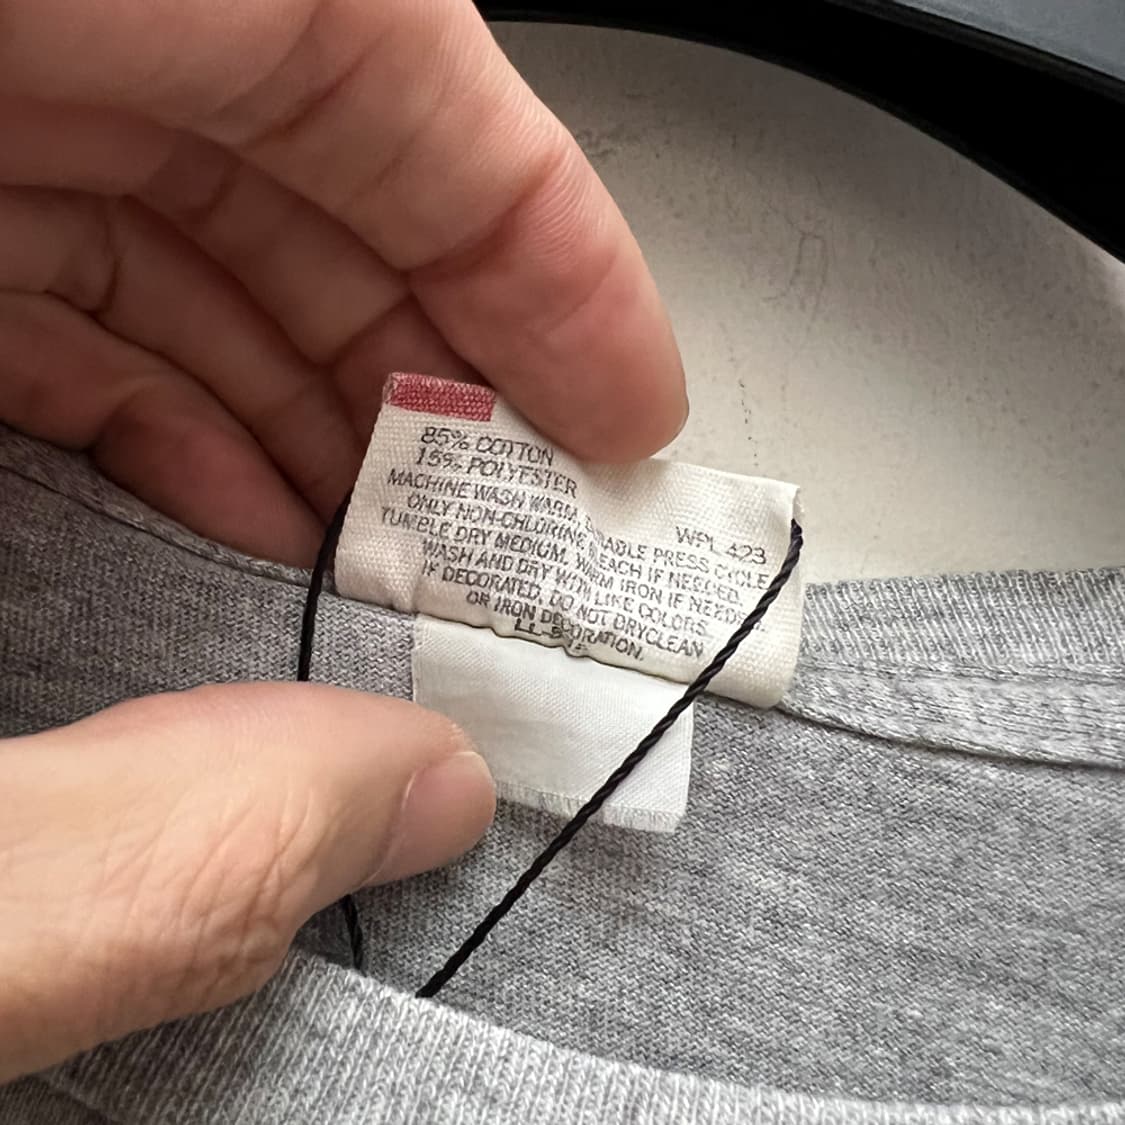 85% COTTON
15% POLYESTER
WPL 423
MACHINE WASH WARM, DURABLE PRESS CYCLE.
ONLY NON-CHLORINE BLEACH IF NEEDED.
TUMBLE DRY MEDIUM. WARM IRON IF NEEDED.
WASH AND DRY WITH LIKE COLORS.
IF DECORATED, DO NOT DRYCLEAN
OR IRON DECORATION.